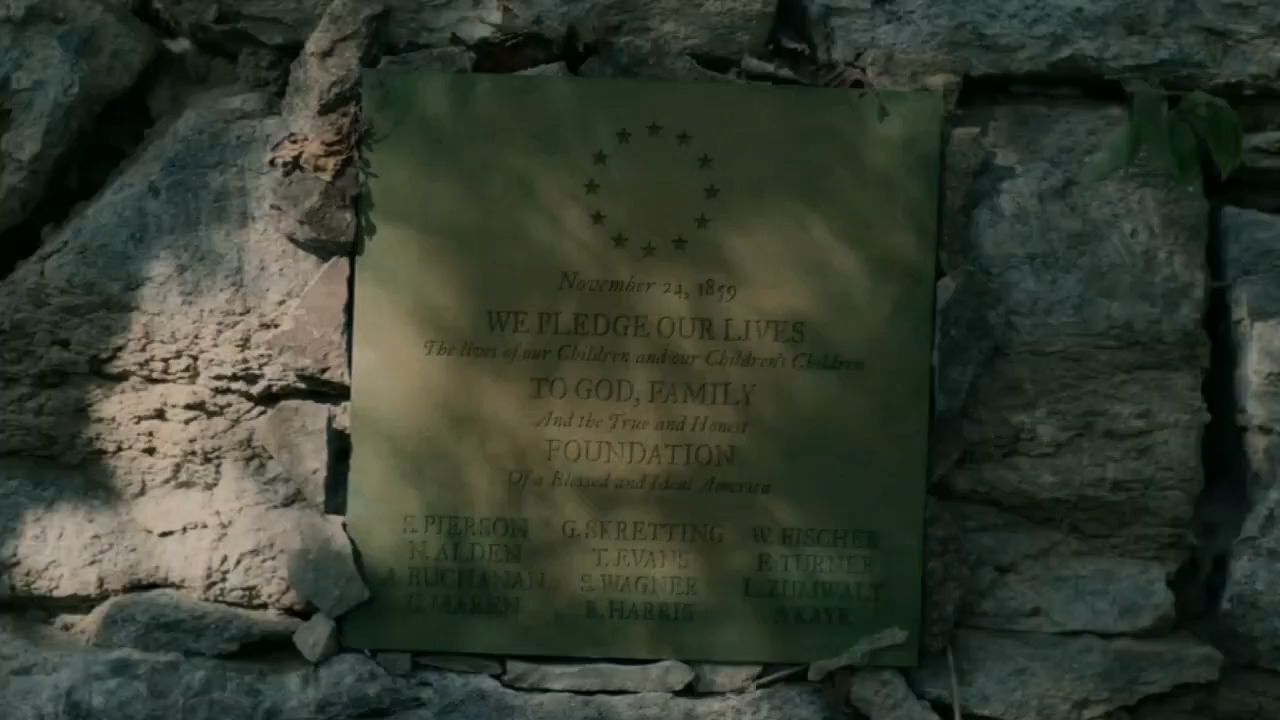 November 24, 1859
WE PLEDGE OUR LIVES
The lives of our Children and our Children's Children
TO GOD, FAMILY
And the True and Honest
FOUNDATION
Of a Blessed and Ideal America
S. PIERSON G. SKRETTING W. FISCHER
N. ALDEN T. EVANS E. TURNER
BUCHANAN S. WAGNER L. ZUMWALT
MAREN R. HARRIS